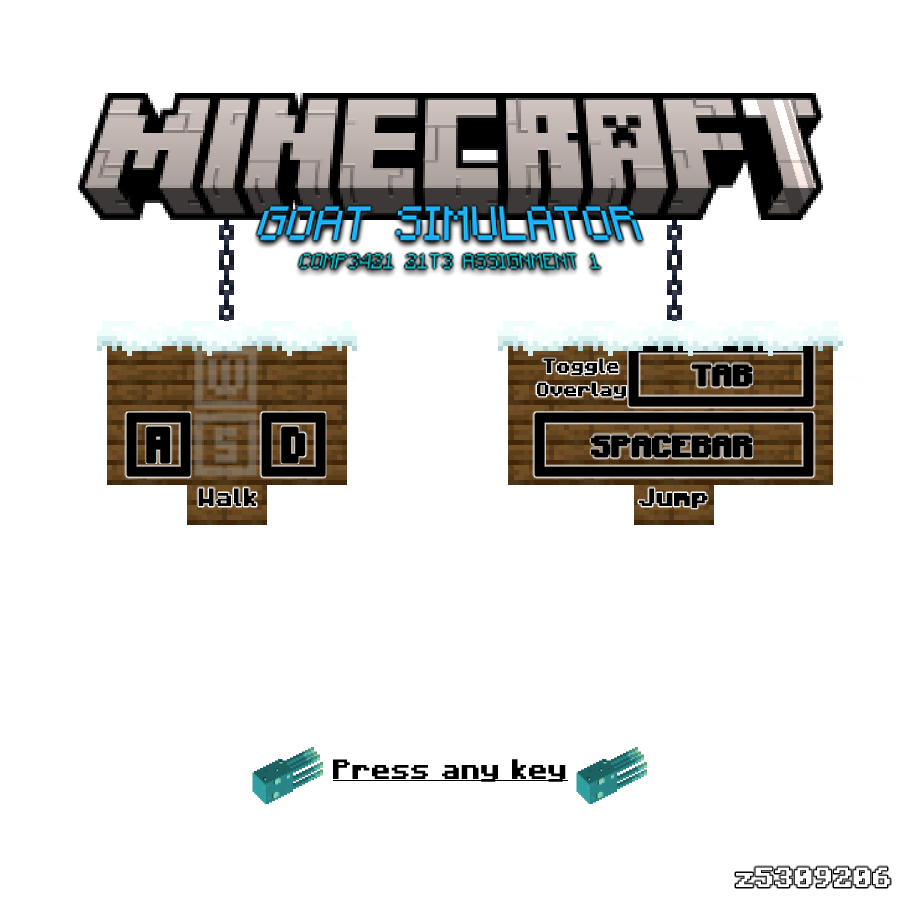 MINECRAFT
GOAT SIMULATOR
COMP3421 21T3 ASSIGNMENT 1
W
A S D
Walk
Toggle
Overlay
TAB
SPACEBAR
Jump
Press any key
z5309206